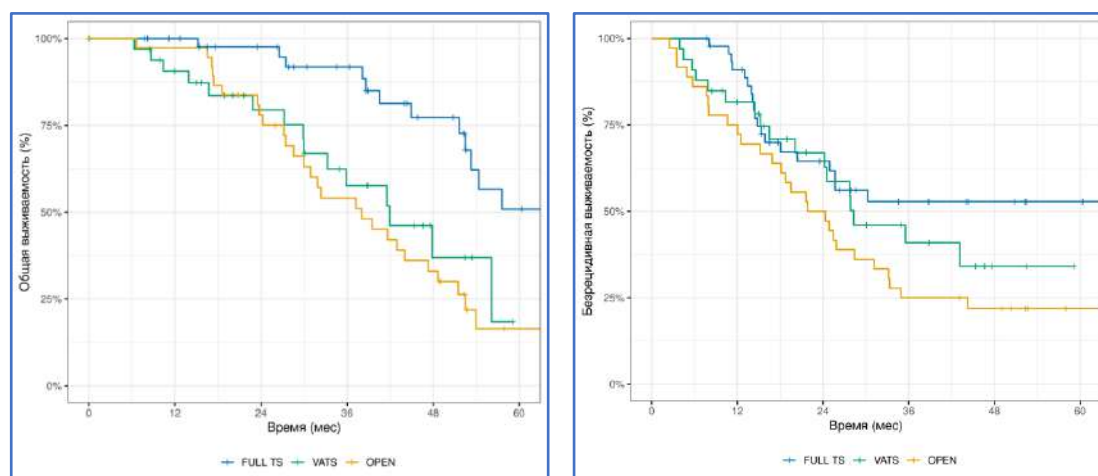 Общая выживаемость (%)
100%
75%
50%
25%
0%
0 12 24 36 48 60
Время (мес)
FULL TS VATS OPEN
Безрецидивная выживаемость (%)
100%
75%
50%
25%
0%
0 12 24 36 48 60
Время (мес)
FULL TS VATS OPEN